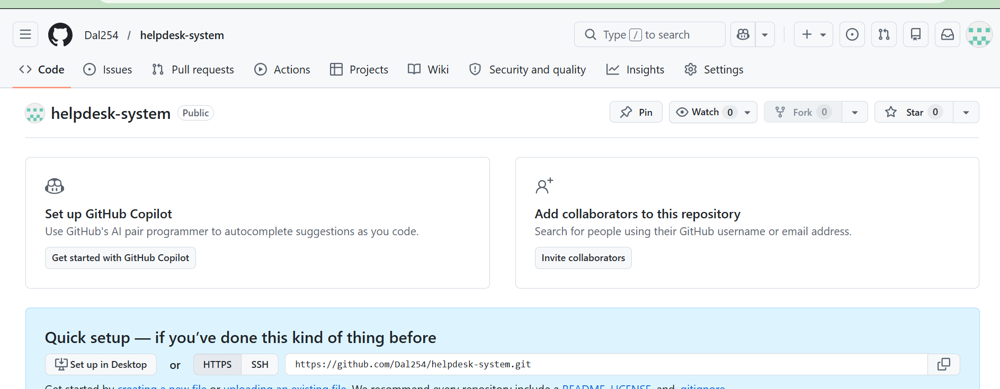 Dal254 / helpdesk-system
Type / to search
Code Issues Pull requests Actions Projects Wiki Security and quality Insights Settings
helpdesk-system Public
Pin Watch 0 Fork 0 Star 0
Set up GitHub Copilot
Use GitHub's AI pair programmer to autocomplete suggestions as you code.
Get started with GitHub Copilot
Add collaborators to this repository
Search for people using their GitHub username or email address.
Invite collaborators
Quick setup — if you’ve done this kind of thing before
Set up in Desktop or HTTPS SSH https://github.com/Dal254/helpdesk-system.git
Get started by creating a new file or uploading an existing file. We recommend every repository include a README, LICENSE, and .gitignore.